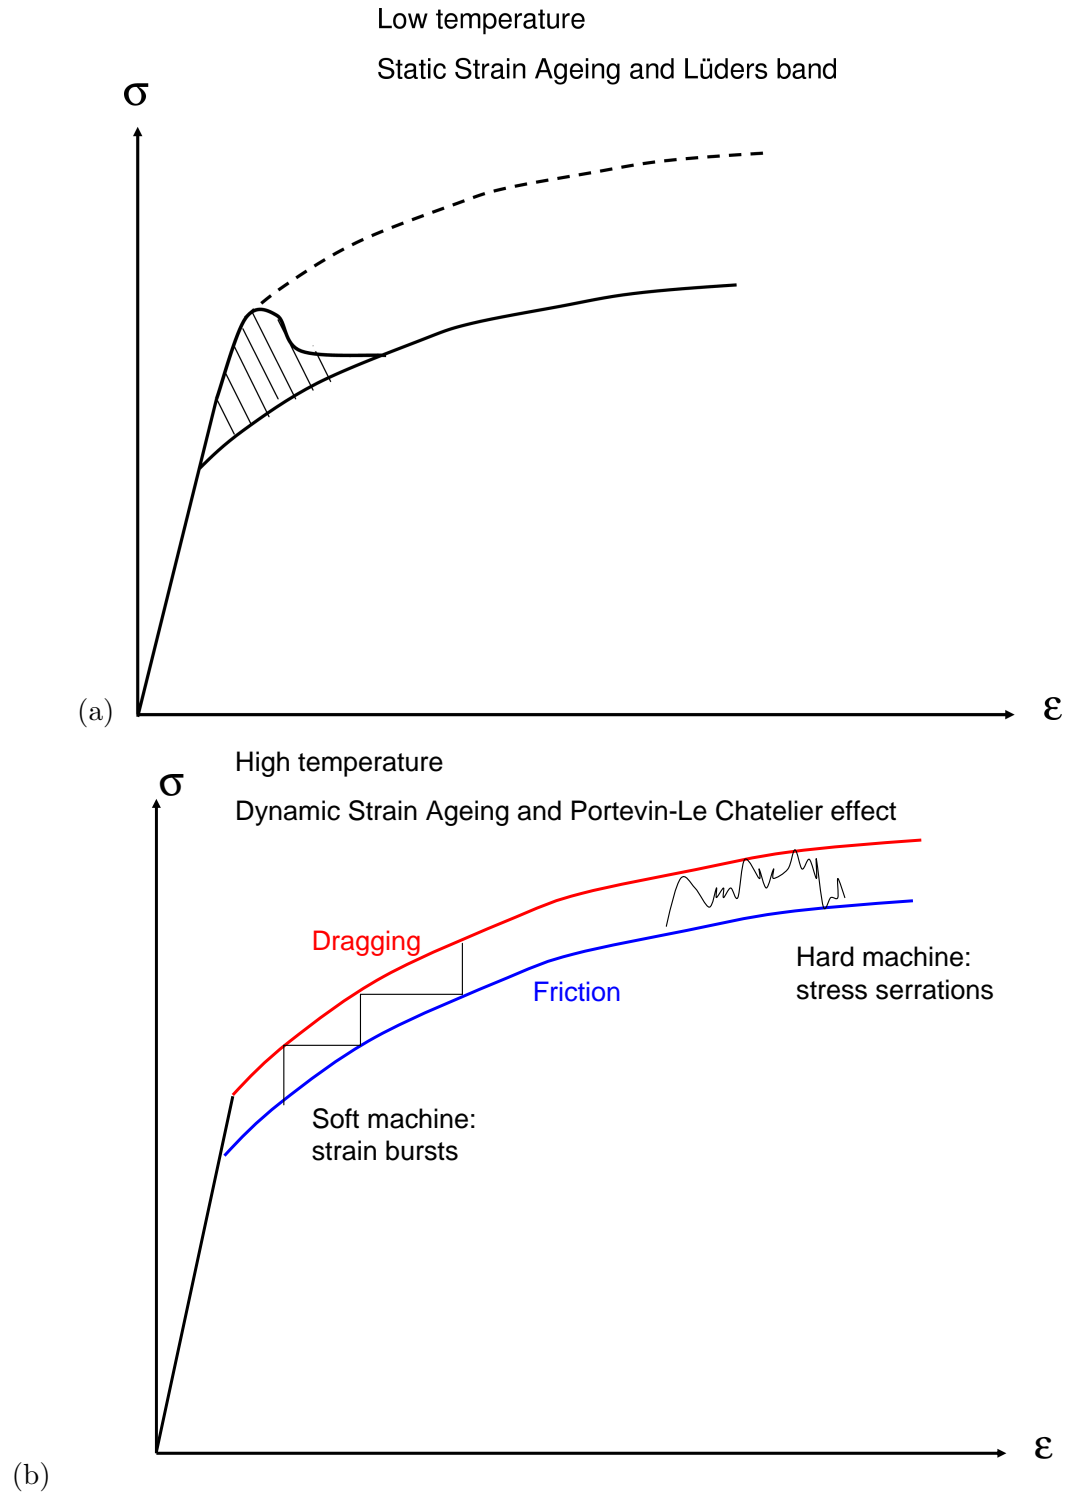 Low temperature
Static Strain Ageing and Lüders band
σ
(a)
ε
High temperature
σ
Dynamic Strain Ageing and Portevin-Le Chatelier effect
Dragging
Hard machine:
stress serrations
Friction
Soft machine:
strain bursts
ε
(b)